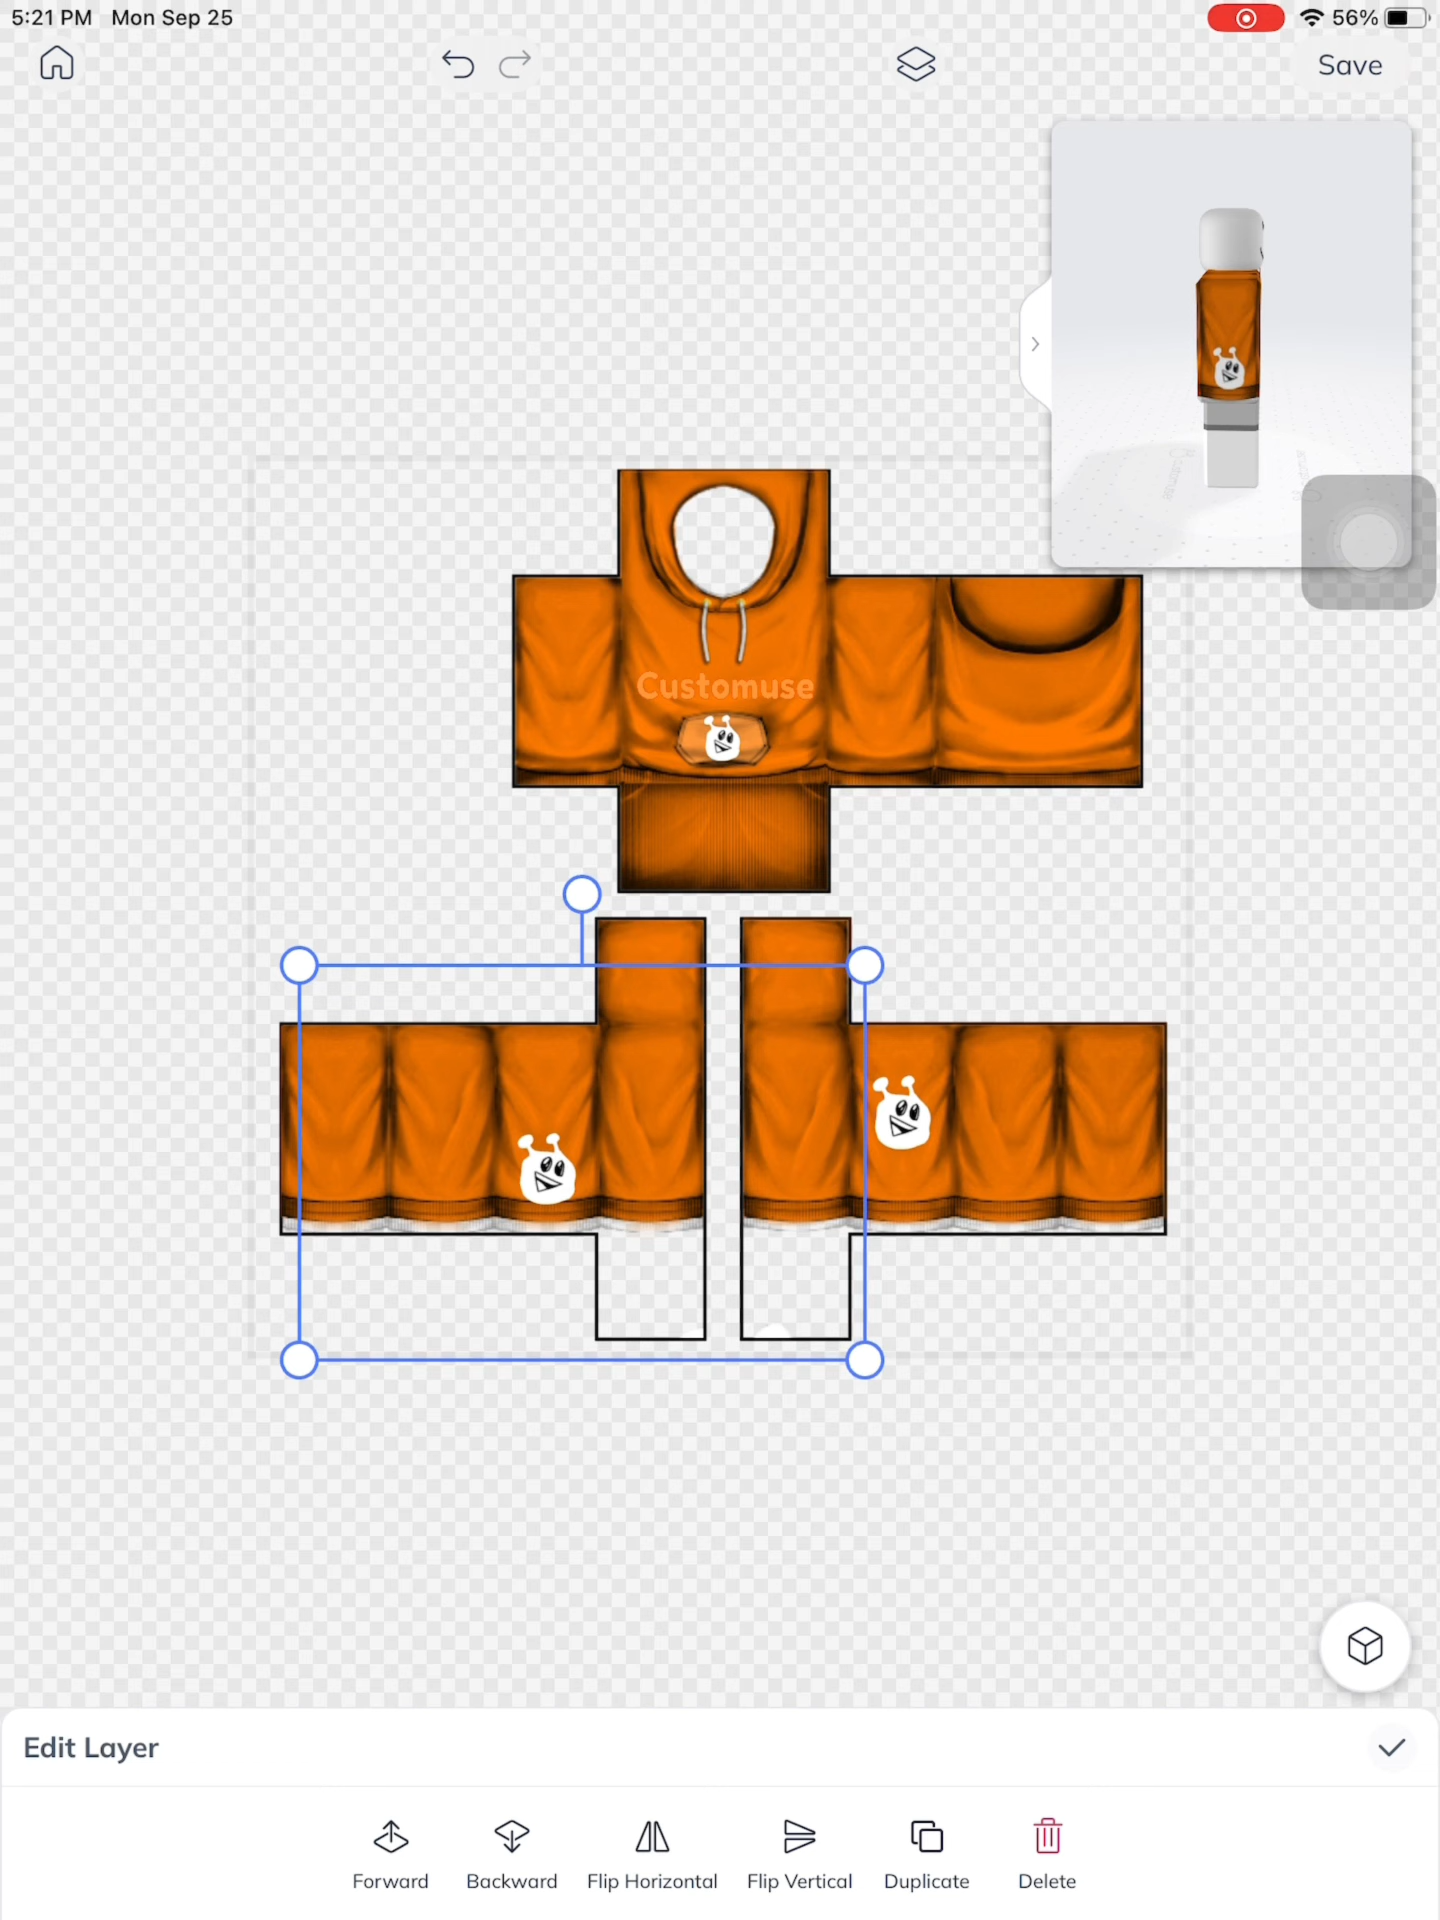 5:21 PM Mon Sep 25
56%
Save
Customuse
Edit Layer
Forward
Backward
Flip Horizontal
Flip Vertical
Duplicate
Delete